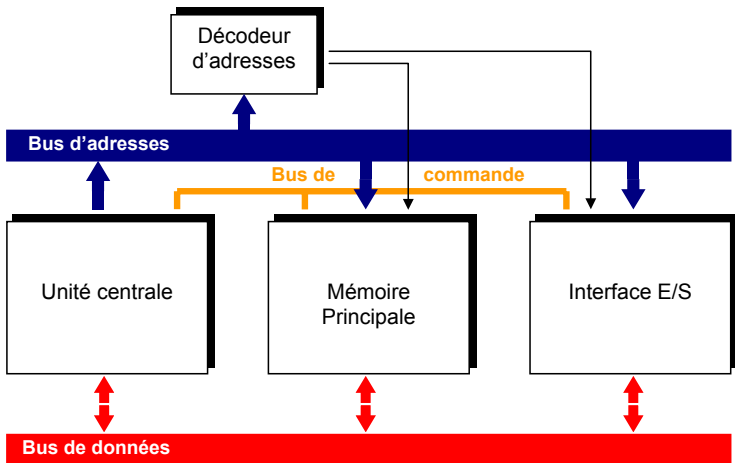 Décodeur
d'adresses
Bus d'adresses
Bus de commande
Unité centrale
Mémoire
Principale
Interface E/S
Bus de données